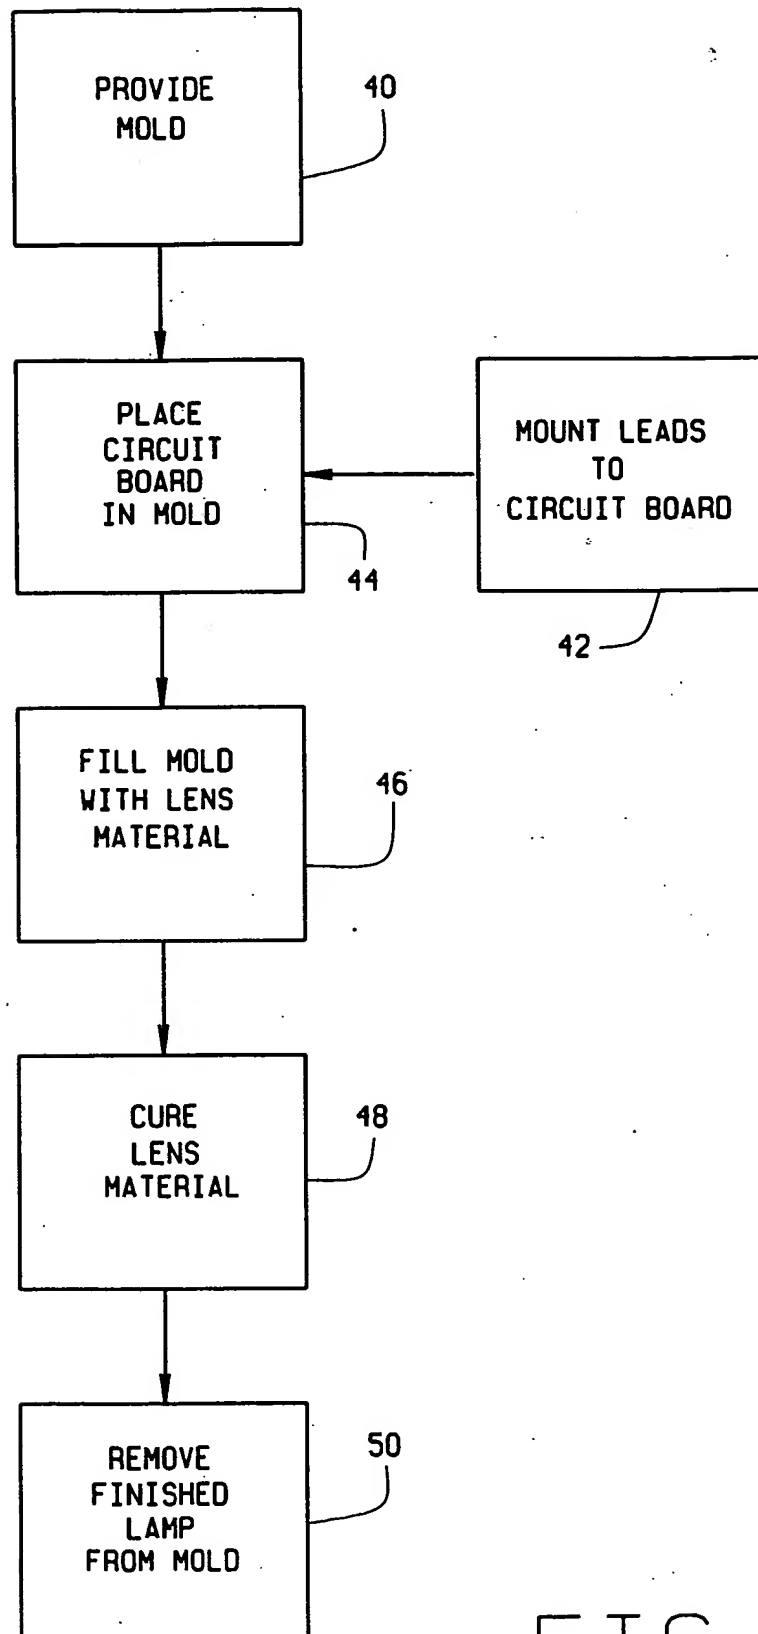 PROVIDE
MOLD
40
PLACE
CIRCUIT
BOARD
IN MOLD
44
MOUNT LEADS
TO
CIRCUIT BOARD
42
FILL MOLD
WITH LENS
MATERIAL
46
CURE
LENS
MATERIAL
48
REMOVE
FINISHED
LAMP
FROM MOLD
50